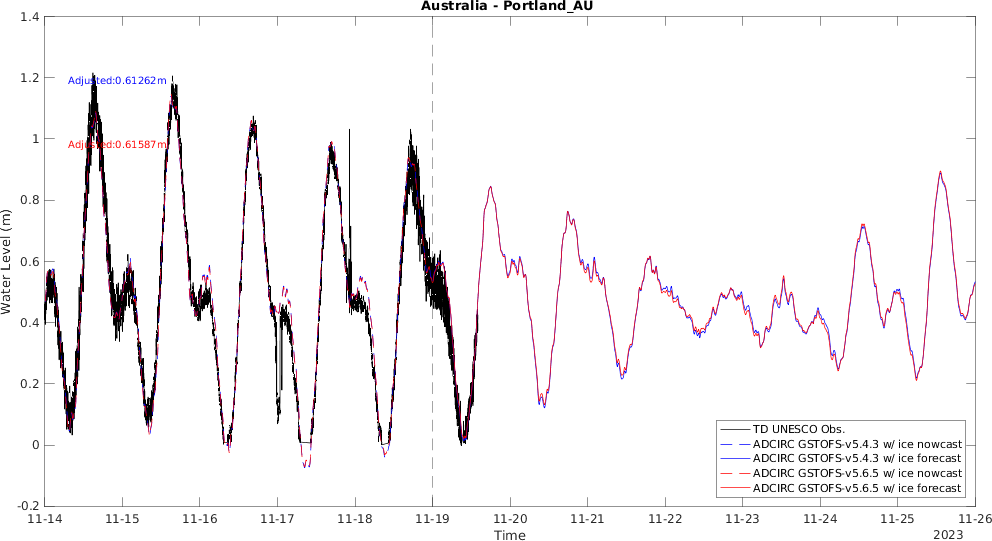 Australia - Portland_AU
1.4
1.2
1
0.8
0.6
0.4
0.2
0
-0.2
Water Level (m)
Adjusted:0.61262m
Adjusted:0.61587m
TD UNESCO Obs.
ADCIRC GSTOFS-v5.4.3 w/ ice nowcast
ADCIRC GSTOFS-v5.4.3 w/ ice forecast
ADCIRC GSTOFS-v5.6.5 w/ ice nowcast
ADCIRC GSTOFS-v5.6.5 w/ ice forecast
11-14 11-15 11-16 11-17 11-18 11-19 11-20 11-21 11-22 11-23 11-24 11-25 11-26
Time
2023